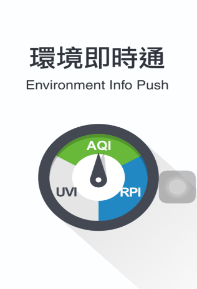 環境即時通
Environment Info Push
AQI
UVI
RPI